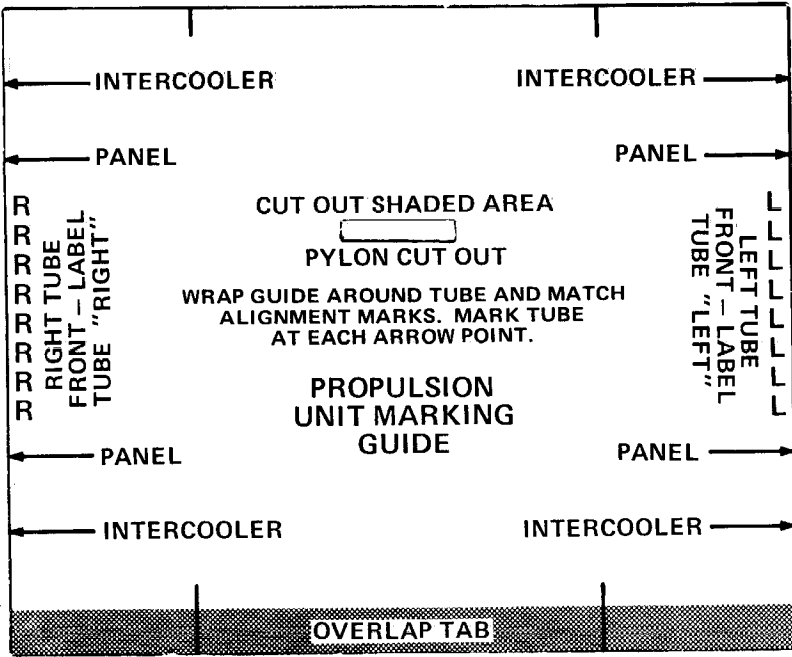 INTERCOOLER INTERCOOLER
PANEL PANEL
R
R
R
R
R
R
R
R
RIGHT TUBE
FRONT – LABEL
TUBE "RIGHT"
CUT OUT SHADED AREA
PYLON CUT OUT
WRAP GUIDE AROUND TUBE AND MATCH
ALIGNMENT MARKS. MARK TUBE
AT EACH ARROW POINT.
PROPULSION
UNIT MARKING
GUIDE
LEFT TUBE
FRONT – LABEL
TUBE "LEFT"
L
L
L
L
L
L
L
L
PANEL PANEL
INTERCOOLER INTERCOOLER
OVERLAP TAB